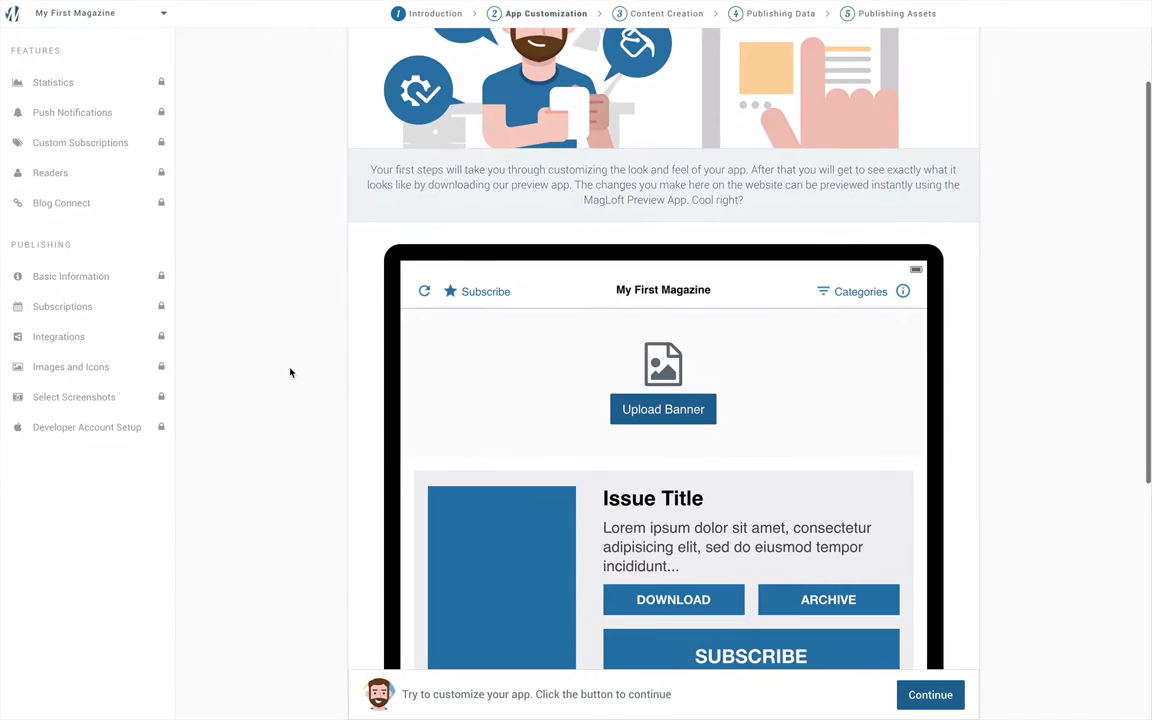 My First Magazine
1 Introduction
2 App Customization
3 Content Creation
4 Publishing Data
5 Publishing Assets
FEATURES
Statistics
Push Notifications
Custom Subscriptions
Readers
Blog Connect
PUBLISHING
Basic Information
Subscriptions
Integrations
Images and Icons
Select Screenshots
Developer Account Setup
Your first steps will take you through customizing the look and feel of your app. After that you will get to see exactly what it
looks like by downloading our preview app. The changes you make here on the website can be previewed instantly using the
MagLoft Preview App. Cool right?
Subscribe
My First Magazine
Categories
Upload Banner
Issue Title
Lorem ipsum dolor sit amet, consectetur
adipisicing elit, sed do eiusmod tempor
incididunt...
DOWNLOAD
ARCHIVE
SUBSCRIBE
Try to customize your app. Click the button to continue
Continue